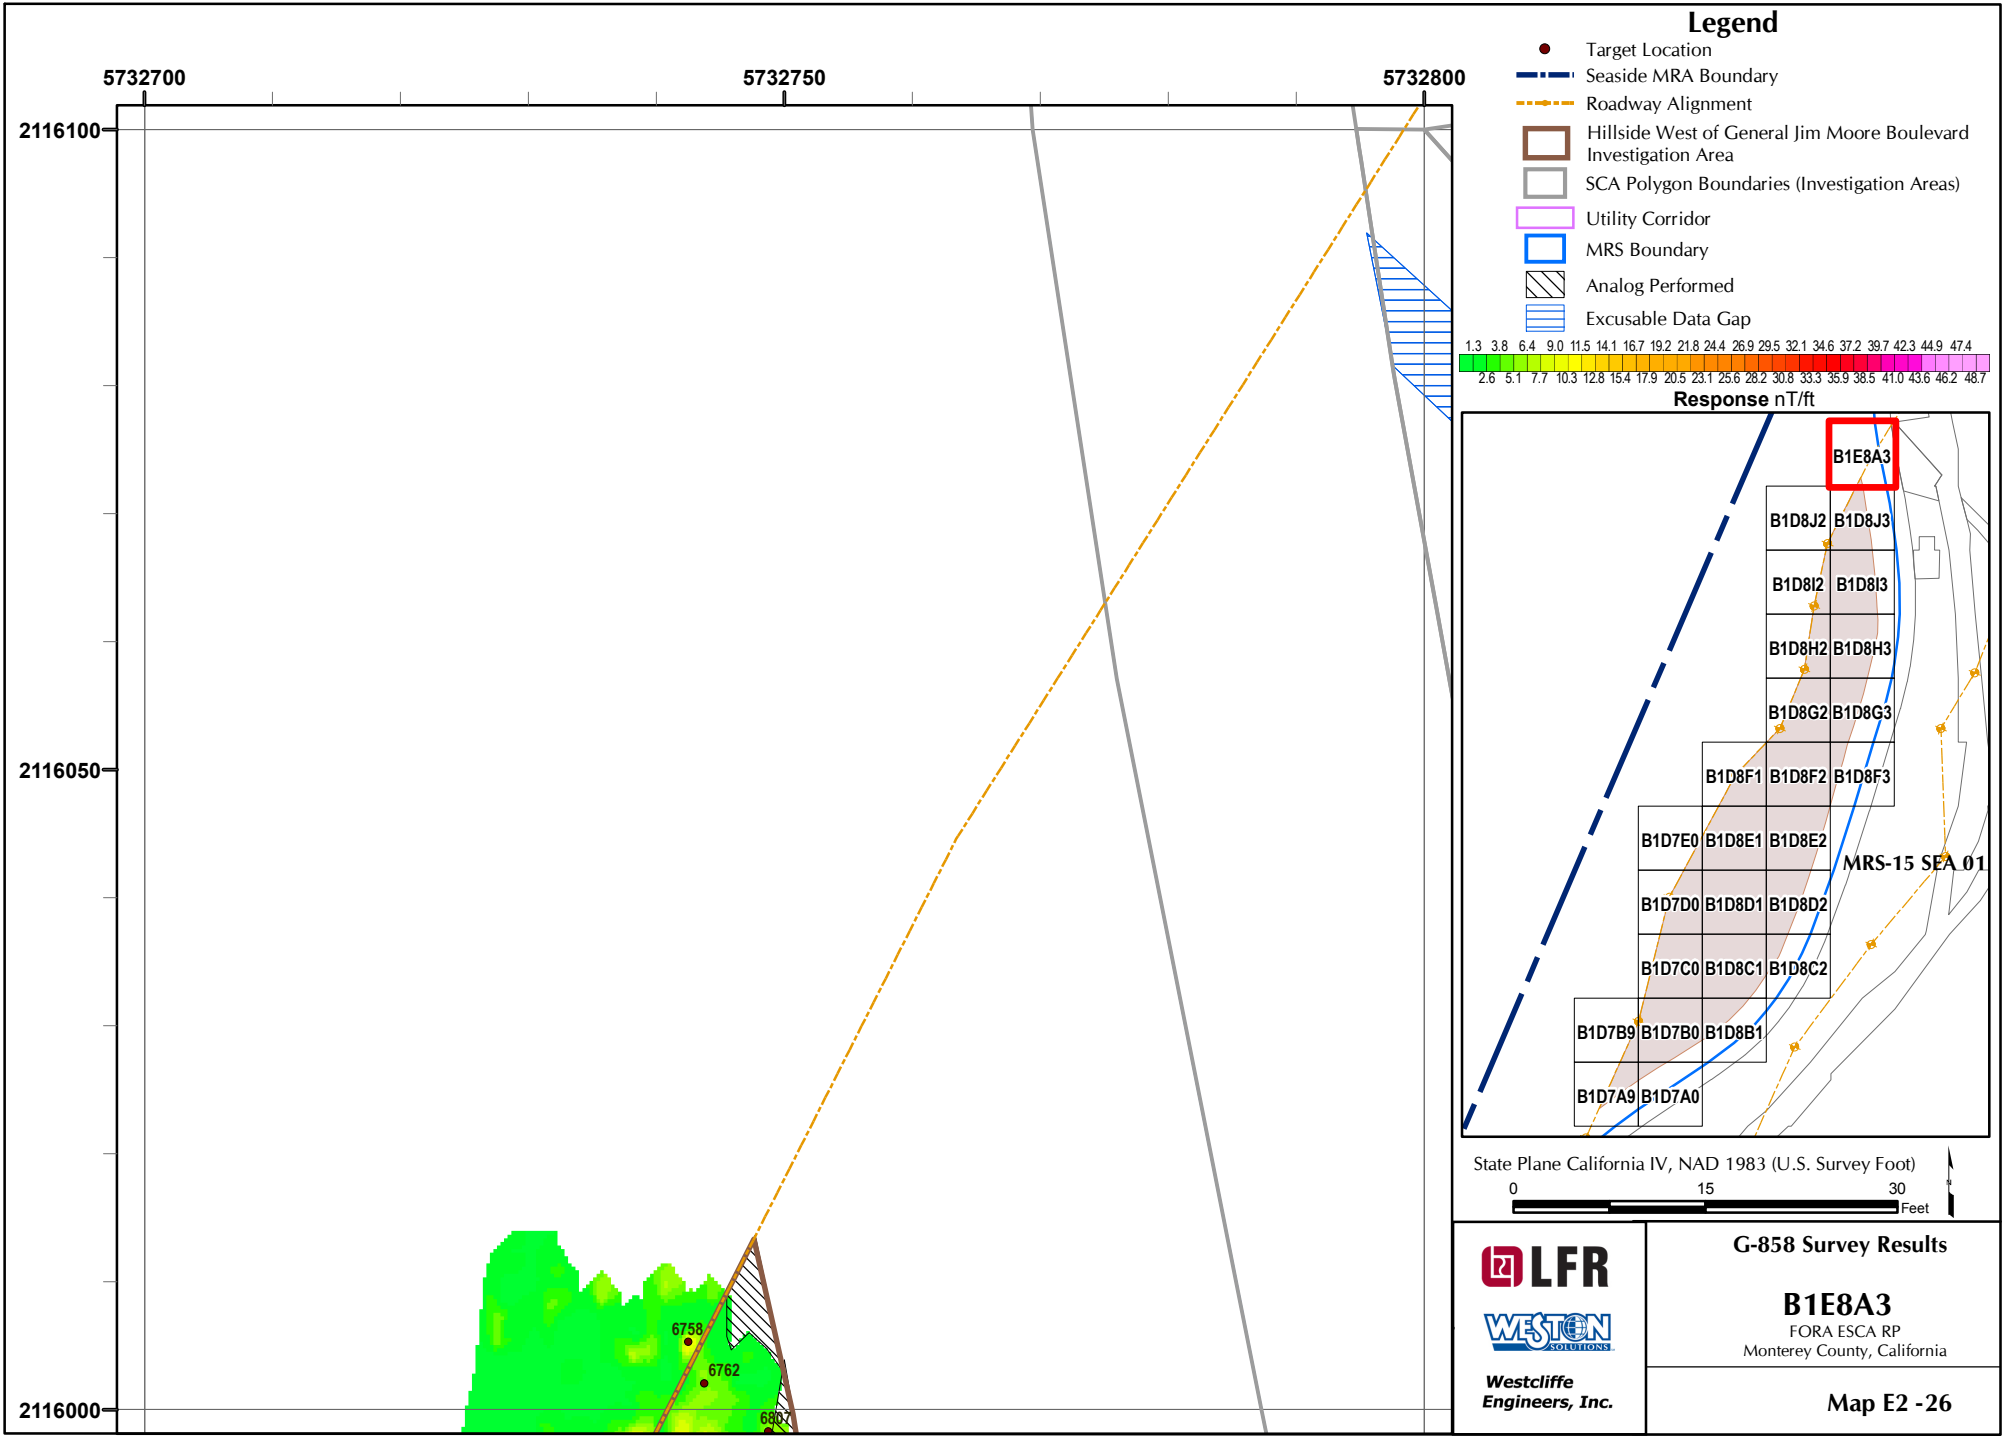 5732700
5732750
5732800
2116100
2116050
2116000
6758
6762
6807
Legend
Target Location
Seaside MRA Boundary
Roadway Alignment
Hillside West of General Jim Moore Boulevard
Investigation Area
SCA Polygon Boundaries (Investigation Areas)
Utility Corridor
MRS Boundary
Analog Performed
Excusable Data Gap
1.3 3.8 6.4 9.0 11.5 14.1 16.7 19.2 21.8 24.4 26.9 29.5 32.1 34.6 37.2 39.7 42.3 44.9 47.4
2.6 5.1 7.7 10.3 12.8 15.4 17.9 20.5 23.1 25.6 28.2 30.8 33.3 35.9 38.5 41.0 43.6 46.2 48.7
Response nT/ft
B1E8A3
B1D8J2 B1D8J3
B1D8I2 B1D8I3
B1D8H2 B1D8H3
B1D8G2 B1D8G3
B1D8F1 B1D8F2 B1D8F3
B1D7E0 B1D8E1 B1D8E2
MRS-15 SEA 01
B1D7D0 B1D8D1 B1D8D2
B1D7C0 B1D8C1 B1D8C2
B1D7B9 B1D7B0 B1D8B1
B1D7A9 B1D7A0
State Plane California IV, NAD 1983 (U.S. Survey Foot)
0 15 30
Feet
N
LFR
WESTON
SOLUTIONS
Westcliffe
Engineers, Inc.
G-858 Survey Results
B1E8A3
FORA ESCA RP
Monterey County, California
Map E2 -26